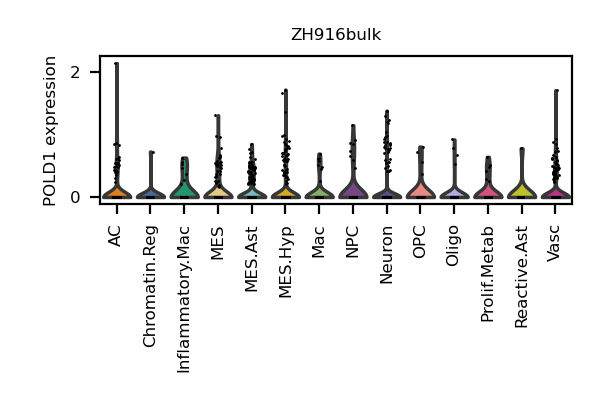 ZH916bulk
POLD1 expression
2
0
AC
Chromatin.Reg
Inflammatory.Mac
MES
MES.Ast
MES.Hyp
Mac
NPC
Neuron
OPC
Oligo
Prolif.Metab
Reactive.Ast
Vasc